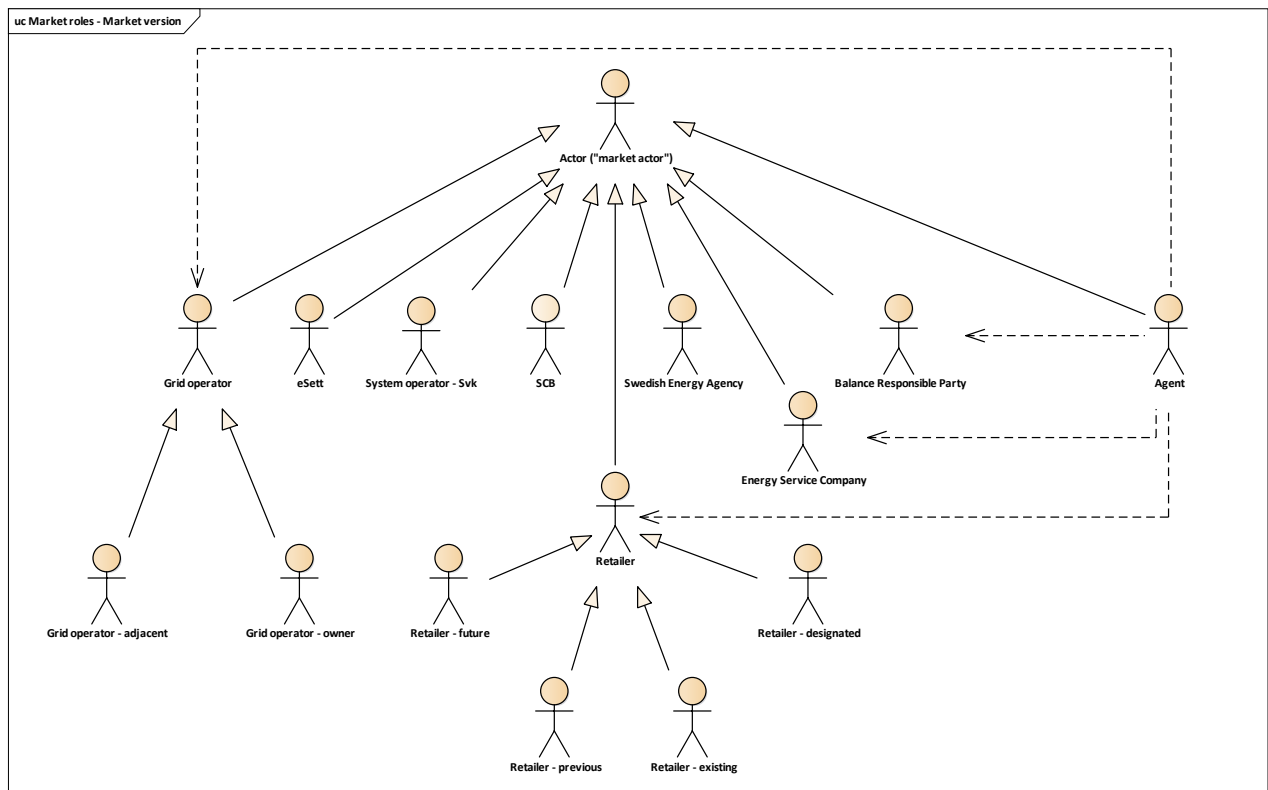 uc Market roles - Market version
Actor ("market actor")
Grid operator
eSett
System operator - Svk
SCB
Swedish Energy Agency
Balance Responsible Party
Agent
Energy Service Company
Retailer
Grid operator - adjacent
Grid operator - owner
Retailer - future
Retailer - designated
Retailer - previous
Retailer - existing